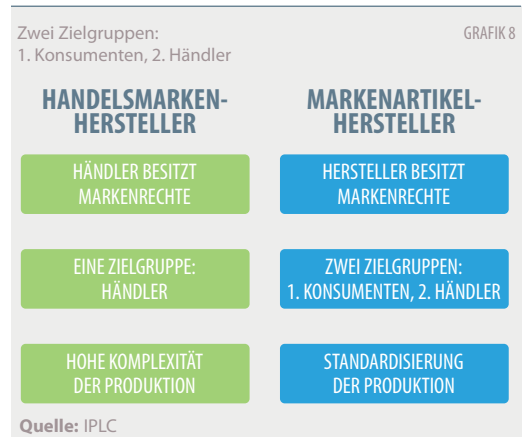 Zwei Zielgruppen:
GRAFIK 8
1. Konsumenten, 2. Händler
HANDELSMARKEN-
HERSTELLER
MARKENARTIKEL-
HERSTELLER
HÄNDLER BESITZT
MARKENRECHTE
HERSTELLER BESITZT
MARKENRECHTE
EINE ZIELGRUPPE:
HÄNDLER
ZWEI ZIELGRUPPEN:
1. KONSUMENTEN, 2. HÄNDLER
HOHE KOMPLEXITÄT
DER PRODUKTION
STANDARDISIERUNG
DER PRODUKTION
Quelle: IPLC